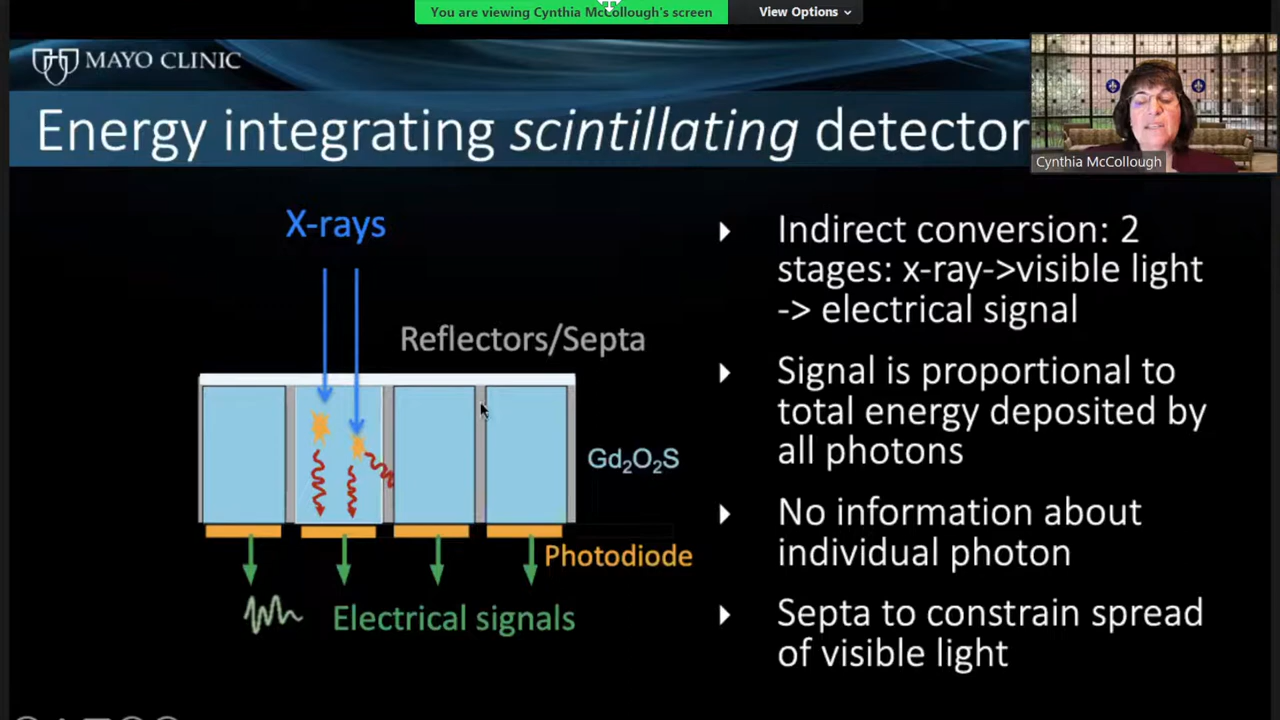 You are viewing Cynthia McCollough's screen
View Options
MAYO CLINIC
Energy integrating scintillating detector
Cynthia McCollough
X-rays
Reflectors/Septa
Gd₂O₂S
Photodiode
Electrical signals
Indirect conversion: 2
stages: x-ray->visible light
-> electrical signal
Signal is proportional to
total energy deposited by
all photons
No information about
individual photon
Septa to constrain spread
of visible light